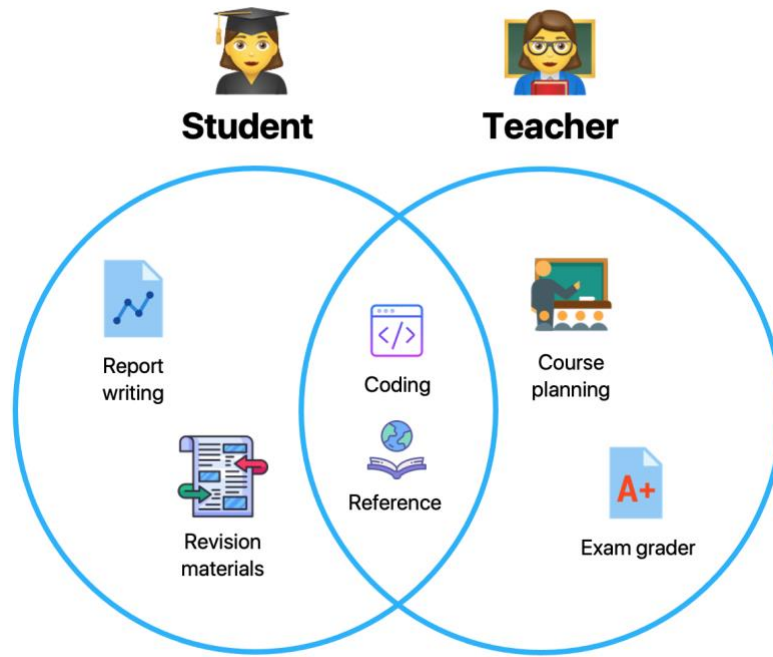 Student
Teacher
Report
writing
Revision
materials
</>
Coding
Reference
Course
planning
A+
Exam grader